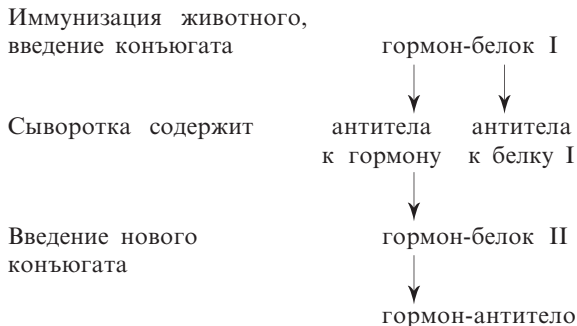 Иммунизация животного,
введение конъюгата гормон-белок I
Сыворотка содержит антитела антитела
к гормону к белку I
Введение нового гормон-белок II
конъюгата
гормон-антитело